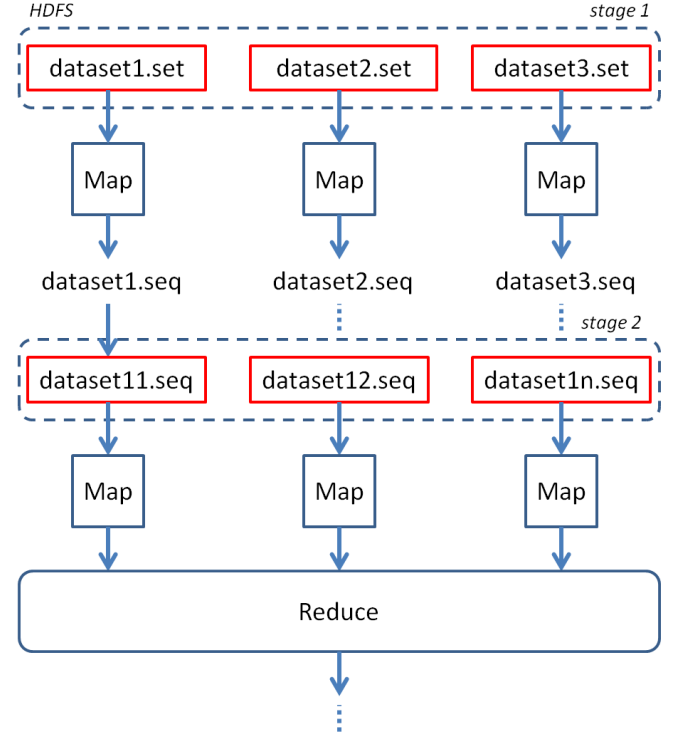 HDFS stage 1
dataset1.set dataset2.set dataset3.set
Map Map Map
dataset1.seq dataset2.seq dataset3.seq
stage 2
dataset11.seq dataset12.seq dataset1n.seq
Map Map Map
Reduce